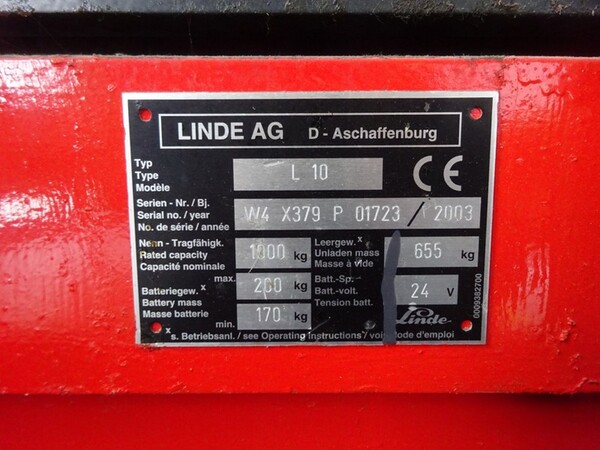 LINDE AG D - Aschaffenburg
Typ
Type
Modèle
L 10
CE
Serien - Nr. / Bj.
Serial no. / year
No. de série / année
W4 X379 P 01723 / 2003
Nenn - Tragfähigk.
Rated capacity
Capacité nominale
1000 kg
Leergew. x
Unladen mass
Masse à vide
655 kg
Batteriegew. x
Battery mass
Masse batterie
max.
200 kg
min.
170 kg
Batt.-Sp.
Batt.-volt.
Tension batt.
24 V
Linde
x s. Betriebsanl. / see Operating instructions / voir Mode d'emploi
0009382700